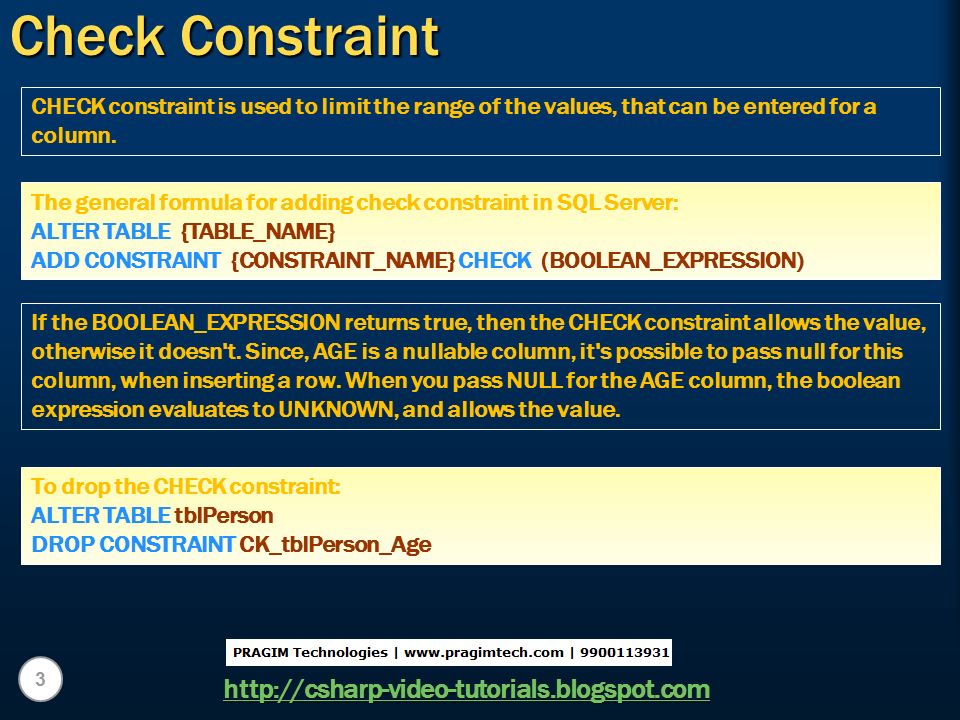 Check Constraint
CHECK constraint is used to limit the range of the values, that can be entered for a
column.
The general formula for adding check constraint in SQL Server:
ALTER TABLE {TABLE_NAME}
ADD CONSTRAINT {CONSTRAINT_NAME} CHECK (BOOLEAN_EXPRESSION)
If the BOOLEAN_EXPRESSION returns true, then the CHECK constraint allows the value,
otherwise it doesn't. Since, AGE is a nullable column, it's possible to pass null for this
column, when inserting a row. When you pass NULL for the AGE column, the boolean
expression evaluates to UNKNOWN, and allows the value.
To drop the CHECK constraint:
ALTER TABLE tblPerson
DROP CONSTRAINT CK_tblPerson_Age
PRAGIM Technologies | www.pragimtech.com | 9900113931
3
http://csharp-video-tutorials.blogspot.com